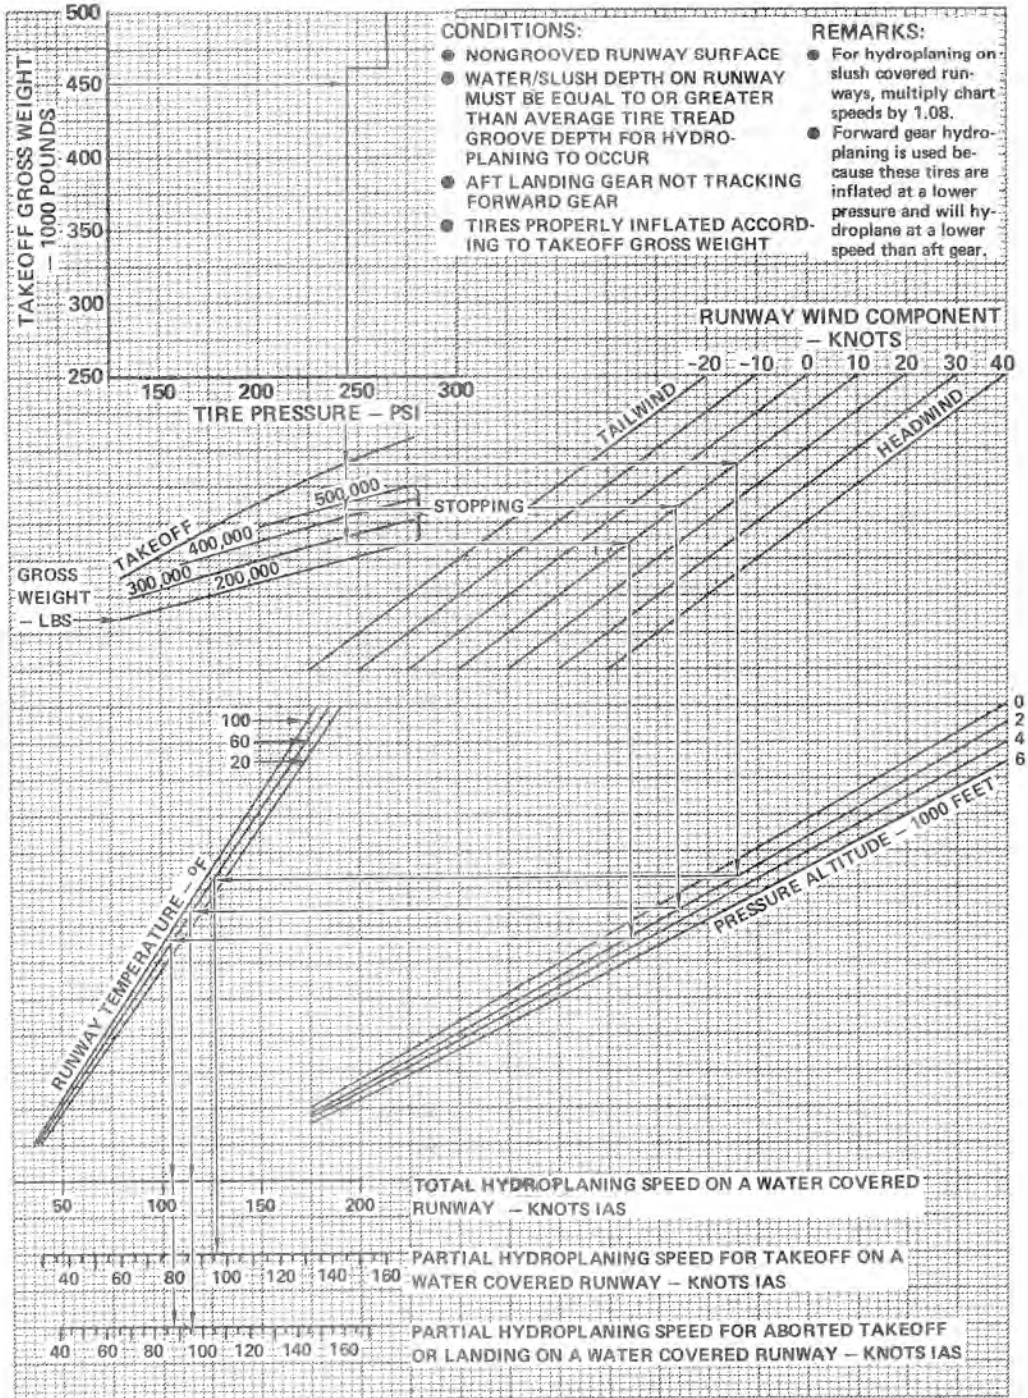 500
450
400
350
300
250
TAKEOFF GROSS WEIGHT
– 1000 POUNDS
150
200
250
300
TIRE PRESSURE – PSI
CONDITIONS:
● NONGROOVED RUNWAY SURFACE
● WATER/SLUSH DEPTH ON RUNWAY
MUST BE EQUAL TO OR GREATER
THAN AVERAGE TIRE TREAD
GROOVE DEPTH FOR HYDRO-
PLANING TO OCCUR
● AFT LANDING GEAR NOT TRACKING
FORWARD GEAR
● TIRES PROPERLY INFLATED ACCORD-
ING TO TAKEOFF GROSS WEIGHT
REMARKS:
● For hydroplaning on
slush covered run-
ways, multiply chart
speeds by 1.08.
● Forward gear hydro-
planing is used be-
cause these tires are
inflated at a lower
pressure and will hy-
droplane at a lower
speed than aft gear.
RUNWAY WIND COMPONENT
– KNOTS
–20 –10 0 10 20 30 40
TAILWIND
HEADWIND
TAKEOFF
500,000
400,000
300,000
200,000
STOPPING
GROSS
WEIGHT
– LBS
100
60
20
RUNWAY TEMPERATURE – °F
0
2
4
6
PRESSURE ALTITUDE – 1000 FEET
50 100 150 200
TOTAL HYDROPLANING SPEED ON A WATER COVERED
RUNWAY – KNOTS IAS
40 60 80 100 120 140 160
PARTIAL HYDROPLANING SPEED FOR TAKEOFF ON A
WATER COVERED RUNWAY – KNOTS IAS
40 60 80 100 120 140 160
PARTIAL HYDROPLANING SPEED FOR ABORTED TAKEOFF
OR LANDING ON A WATER COVERED RUNWAY – KNOTS IAS